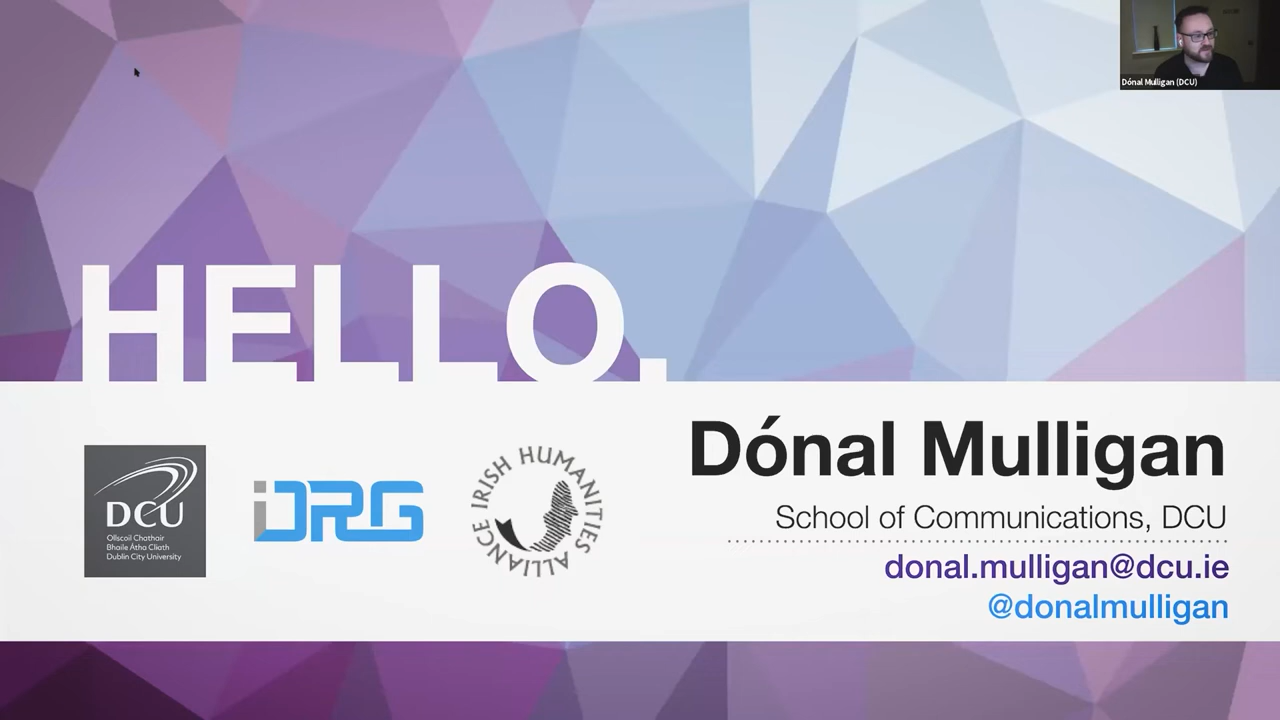 Dónal Mulligan (DCU)
HELLO.
Dónal Mulligan
School of Communications, DCU
donal.mulligan@dcu.ie
@donalmulligan
DCU
Ollscoil Chathair
Bhaile Átha Cliath
Dublin City University
iDRG
IRISH HUMANITIES ALLIANCE